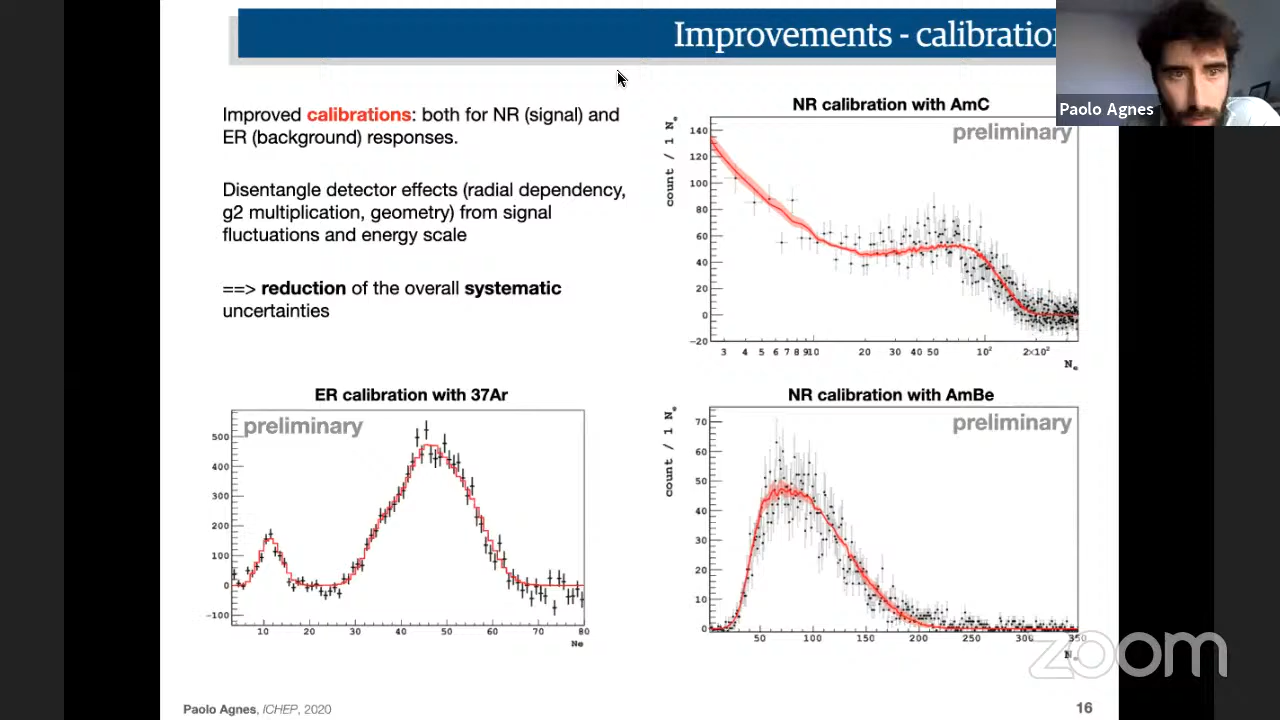 Improvements - calibratio
Paolo Agnes
Improved calibrations: both for NR (signal) and
ER (background) responses.
Disentangle detector effects (radial dependency,
g2 multiplication, geometry) from signal
fluctuations and energy scale
==> reduction of the overall systematic
uncertainties
NR calibration with AmC
preliminary
count / 1 Ne
140
120
100
80
60
40
20
0
−20
3 4 5 6 7 8 9 10 20 30 40 50 10² 2×10²
Ne
ER calibration with 37Ar
preliminary
500
400
300
200
100
0
−100
10 20 30 40 50 60 70 80
Ne
NR calibration with AmBe
preliminary
count / 1 Ne
70
60
50
40
30
20
10
0
50 100 150 200 250 300 350
Ne
zoom
Paolo Agnes, ICHEP, 2020
16